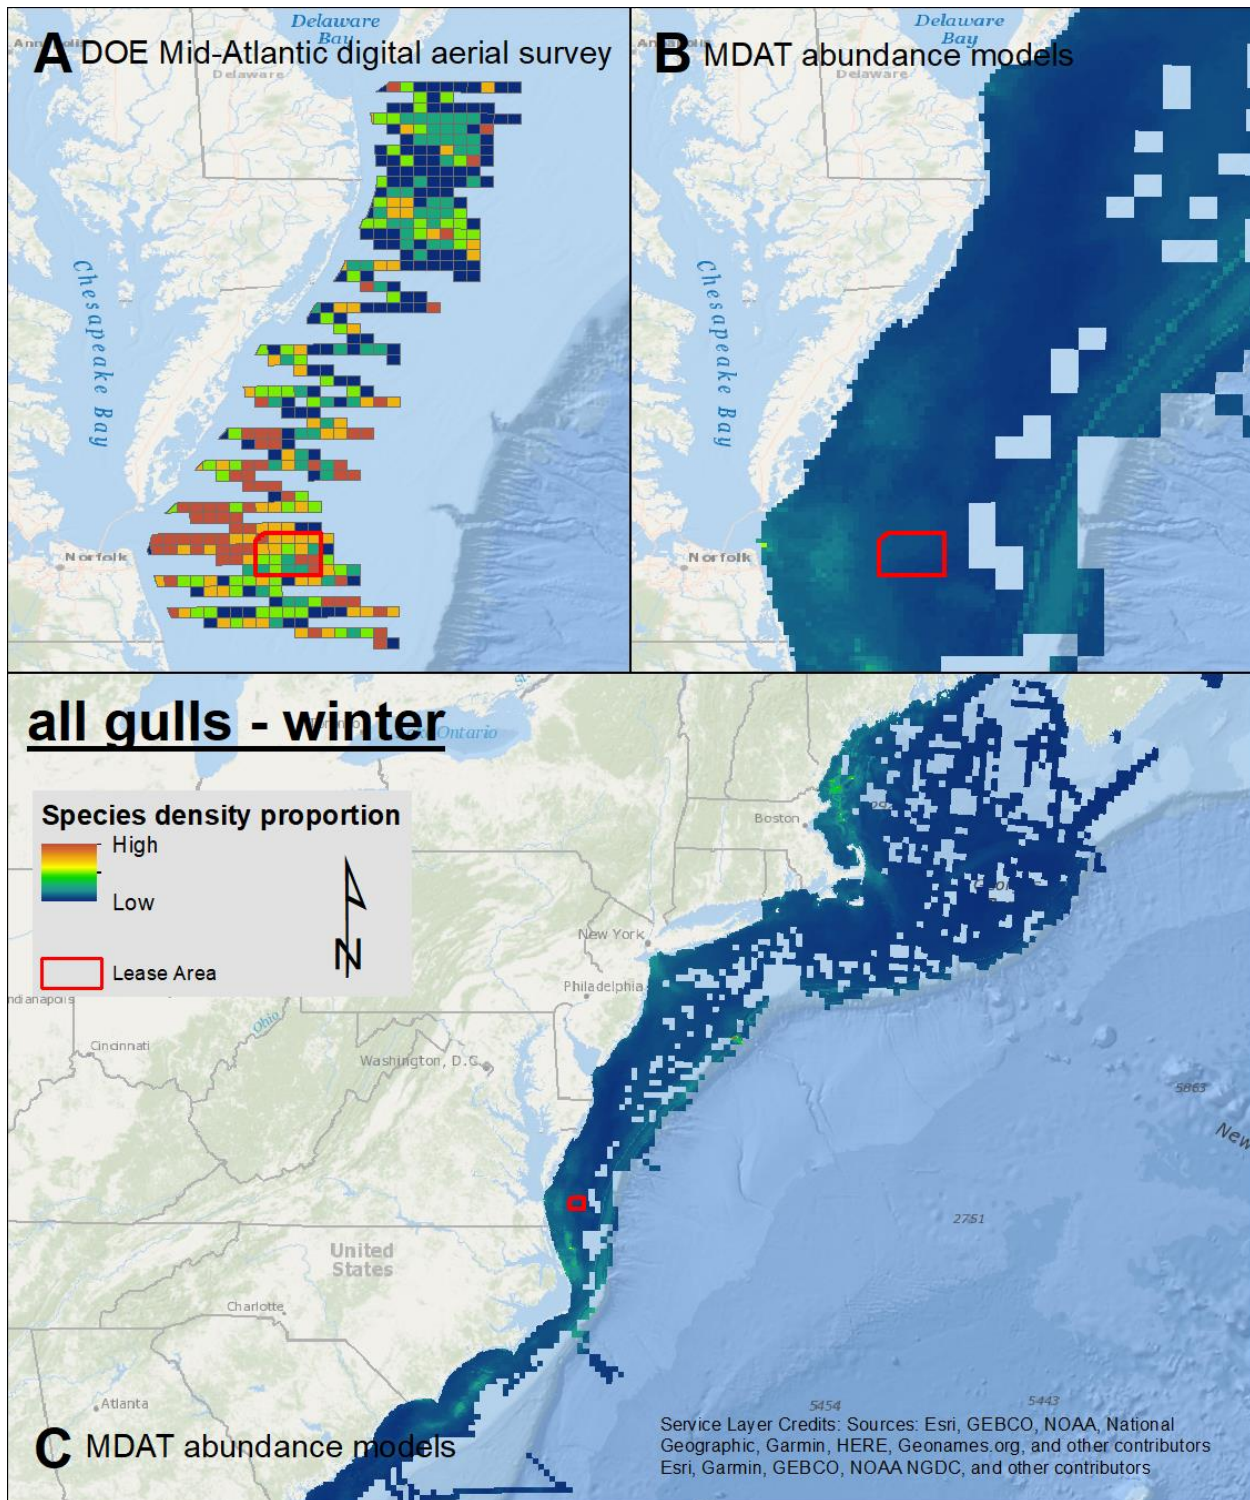 Delaware
Bay
A DOE Mid-Atlantic digital aerial survey
Delaware
Chesapeake Bay
Norfolk
Delaware
Bay
B MDAT abundance models
Delaware
Chesapeake Bay
Norfolk
all gulls - winter
Ontario
Species density proportion
High
Low
N
Lease Area
Boston
New York
Philadelphia
ndianapolis
Ohio
Cincinnati
Washington, D.C.
5863
New
2751
United
States
Charlotte
Atlanta
5454
5443
C MDAT abundance models
Service Layer Credits: Sources: Esri, GEBCO, NOAA, National
Geographic, Garmin, HERE, Geonames.org, and other contributors
Esri, Garmin, GEBCO, NOAA NGDC, and other contributors